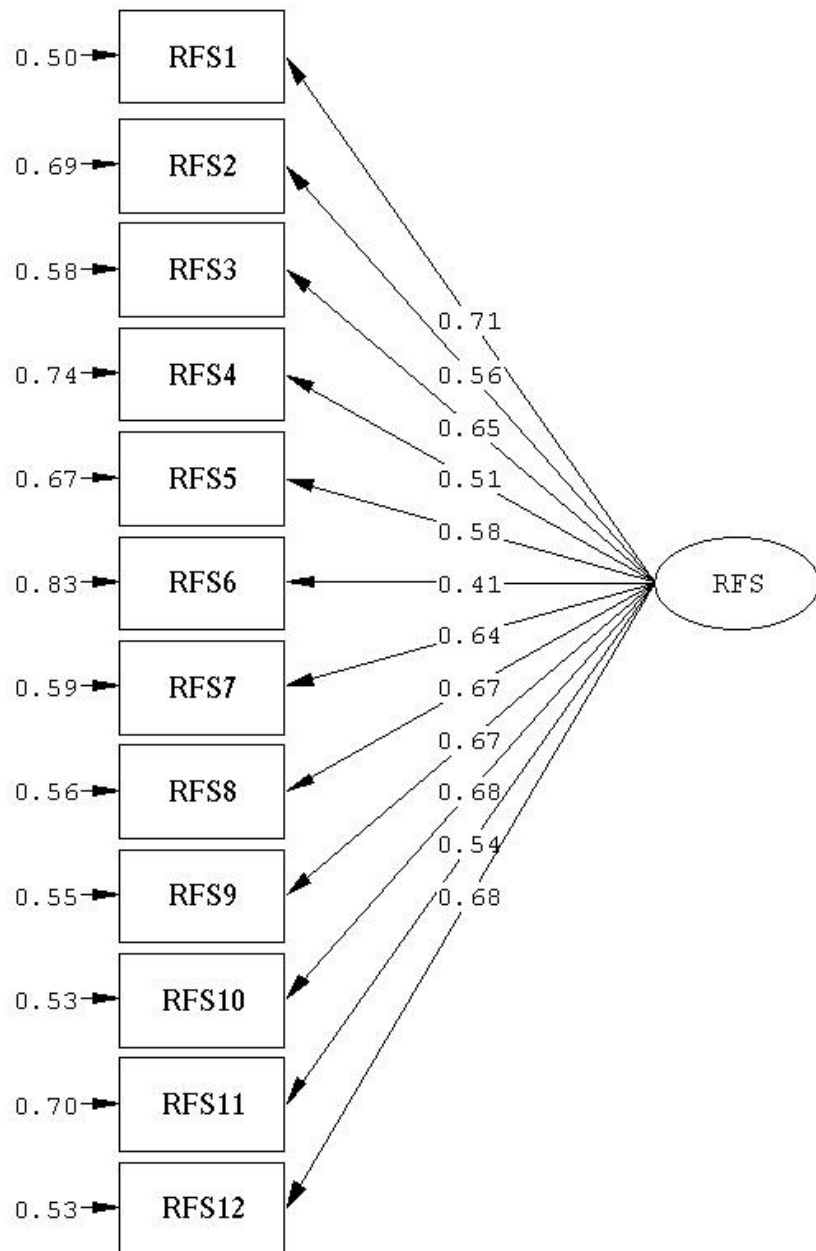 0.50 RFS1
0.69 RFS2
0.58 RFS3
0.71
0.74 RFS4
0.56
0.65
0.67 RFS5
0.51
0.58
0.83 RFS6
0.41
RFS
0.64
0.59 RFS7
0.67
0.67
0.56 RFS8
0.68
0.54
0.55 RFS9
0.68
0.53 RFS10
0.70 RFS11
0.53 RFS12